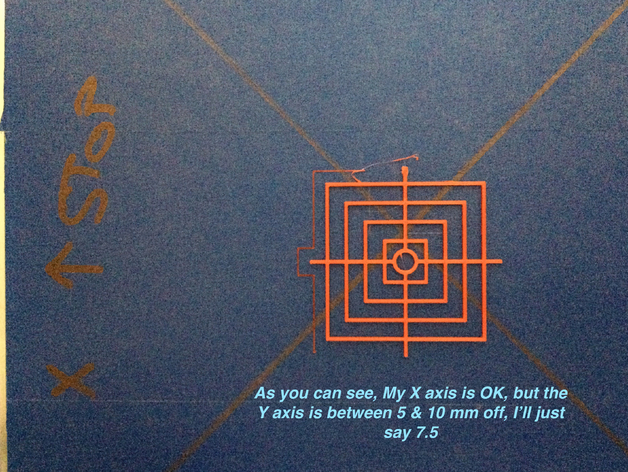 X → STOP
As you can see, My X axis is OK, but the
Y axis is between 5 & 10 mm off, I'll just
say 7.5